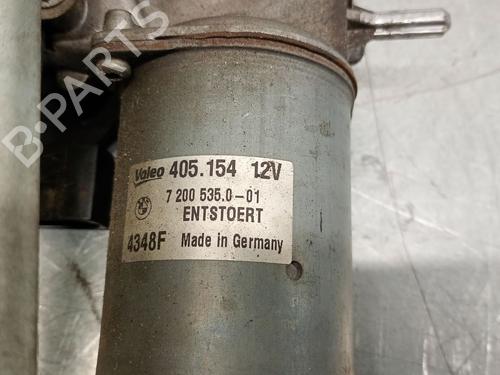 B-PARTS
Valeo 405.154 12V
7 200 535.0-01
ENTSTOERT
4348F Made in Germany